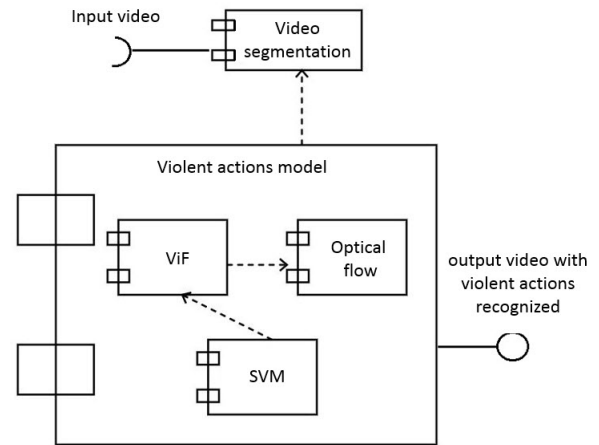 Input video
Video
segmentation
Violent actions model
ViF
Optical
flow
SVM
output video with
violent actions
recognized